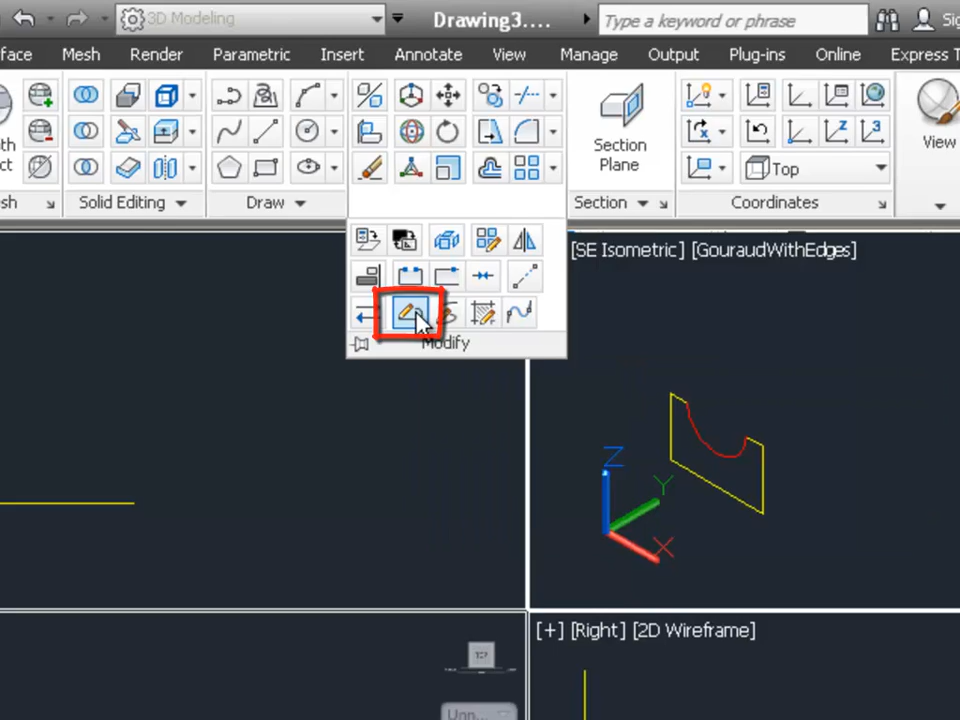 3D Modeling
Drawing3....
Type a keyword or phrase
face Mesh Render Parametric Insert Annotate View Manage Output Plug-ins Online Express T
Section
Plane
Top
View
Solid Editing
Draw
Section
Coordinates
Modify
[SE Isometric] [GouraudWithEdges]
Z
Y
X
[+] [Right] [2D Wireframe]
TOP